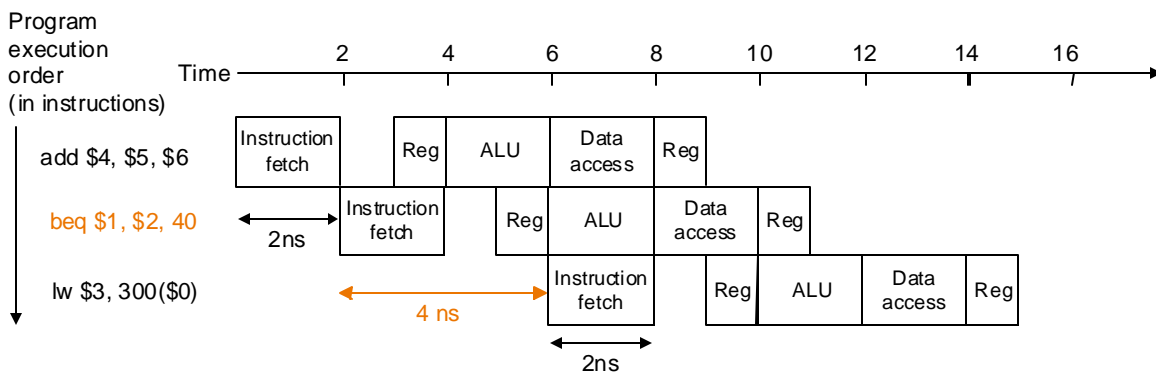 Program
execution
order
(in instructions)
Time
2 4 6 8 10 12 14 16
add $4, $5, $6
Instruction
fetch
Reg
ALU
Data
access
Reg
beq $1, $2, 40
2ns
Instruction
fetch
Reg
ALU
Data
access
Reg
lw $3, 300($0)
4 ns
Instruction
fetch
Reg
ALU
Data
access
Reg
2ns